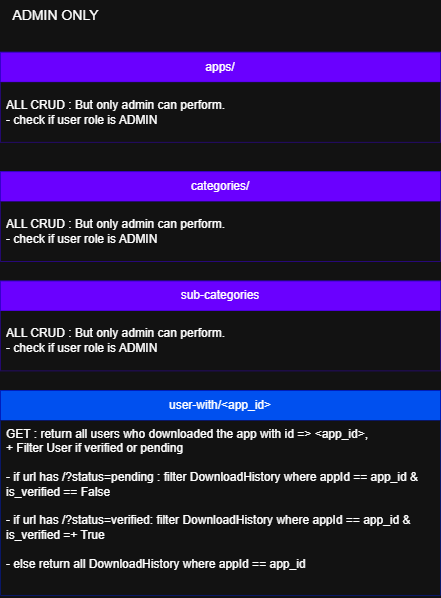 ADMIN ONLY
apps/
ALL CRUD : But only admin can perform.
- check if user role is ADMIN
categories/
ALL CRUD : But only admin can perform.
- check if user role is ADMIN
sub-categories
ALL CRUD : But only admin can perform.
- check if user role is ADMIN
user-with/<app_id>
GET : return all users who downloaded the app with id => <app_id>,
+ Filter User if verified or pending
- if url has /?status=pending : filter DownloadHistory where appId == app_id &
is_verified == False
- if url has /?status=verified: filter DownloadHistory where appId == app_id &
is_verified =+ True
- else return all DownloadHistory where appId == app_id